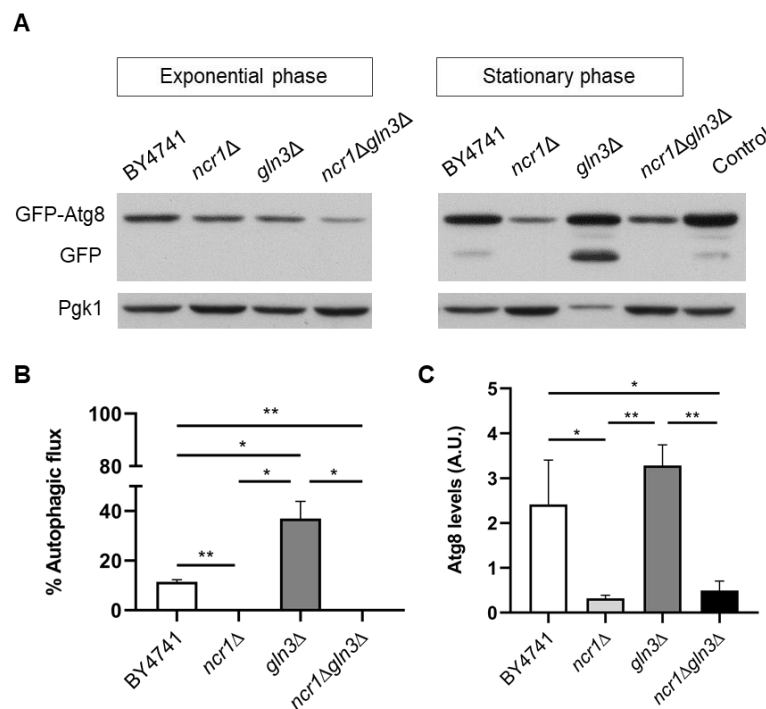 A
Exponential phase
Stationary phase
BY4741
ncr1Δ
gln3Δ
ncr1Δgln3Δ
BY4741
ncr1Δ
gln3Δ
ncr1Δgln3Δ
Control
GFP-Atg8
GFP
Pgk1
B
% Autophagic flux
100
80
40
20
0
**
*
*
*
**
BY4741
ncr1Δ
gln3Δ
ncr1Δgln3Δ
C
Atg8 levels (A.U.)
5
4
3
2
1
0
*
*
**
**
BY4741
ncr1Δ
gln3Δ
ncr1Δgln3Δ